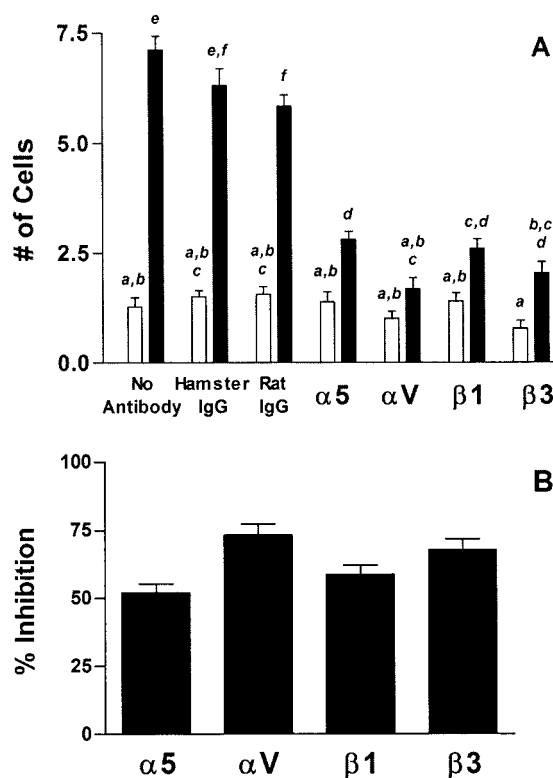 A
# of Cells
7.5
5.0
2.5
0.0
e
e,f
f
d
a,b
c
c,d
b,c
d
a,b
a,b
c
a,b
c
a,b
a,b
a,b
a
No
Antibody
Hamster
IgG
Rat
IgG
α5
αV
β1
β3
B
% Inhibition
100
75
50
25
0
α5
αV
β1
β3